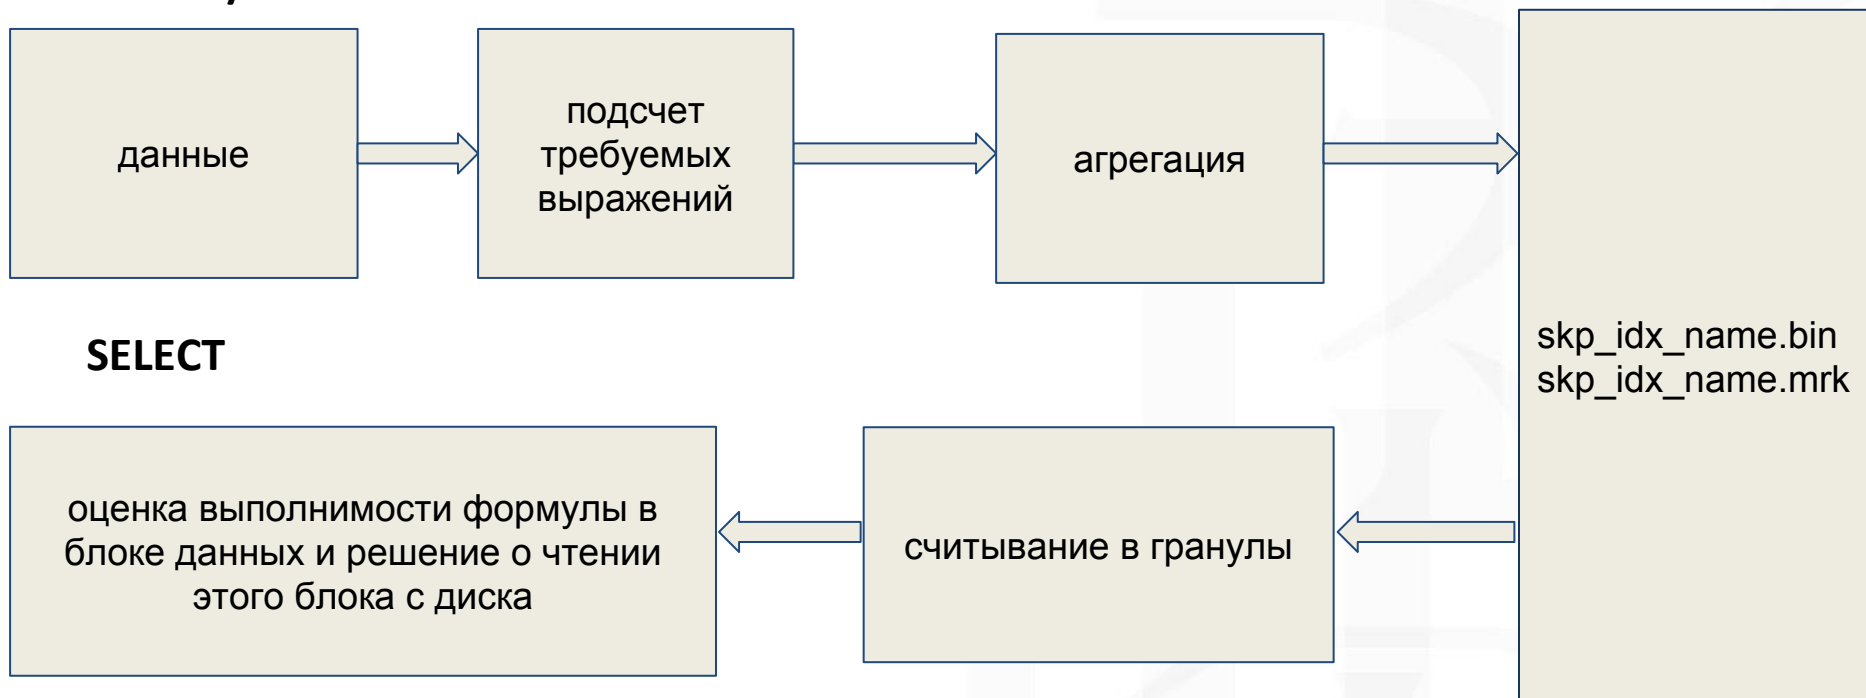 данные
подсчет
требуемых
выражений
агрегация
skp_idx_name.bin
skp_idx_name.mrk
SELECT
оценка выполнимости формулы в
блоке данных и решение о чтении
этого блока с диска
считывание в гранулы